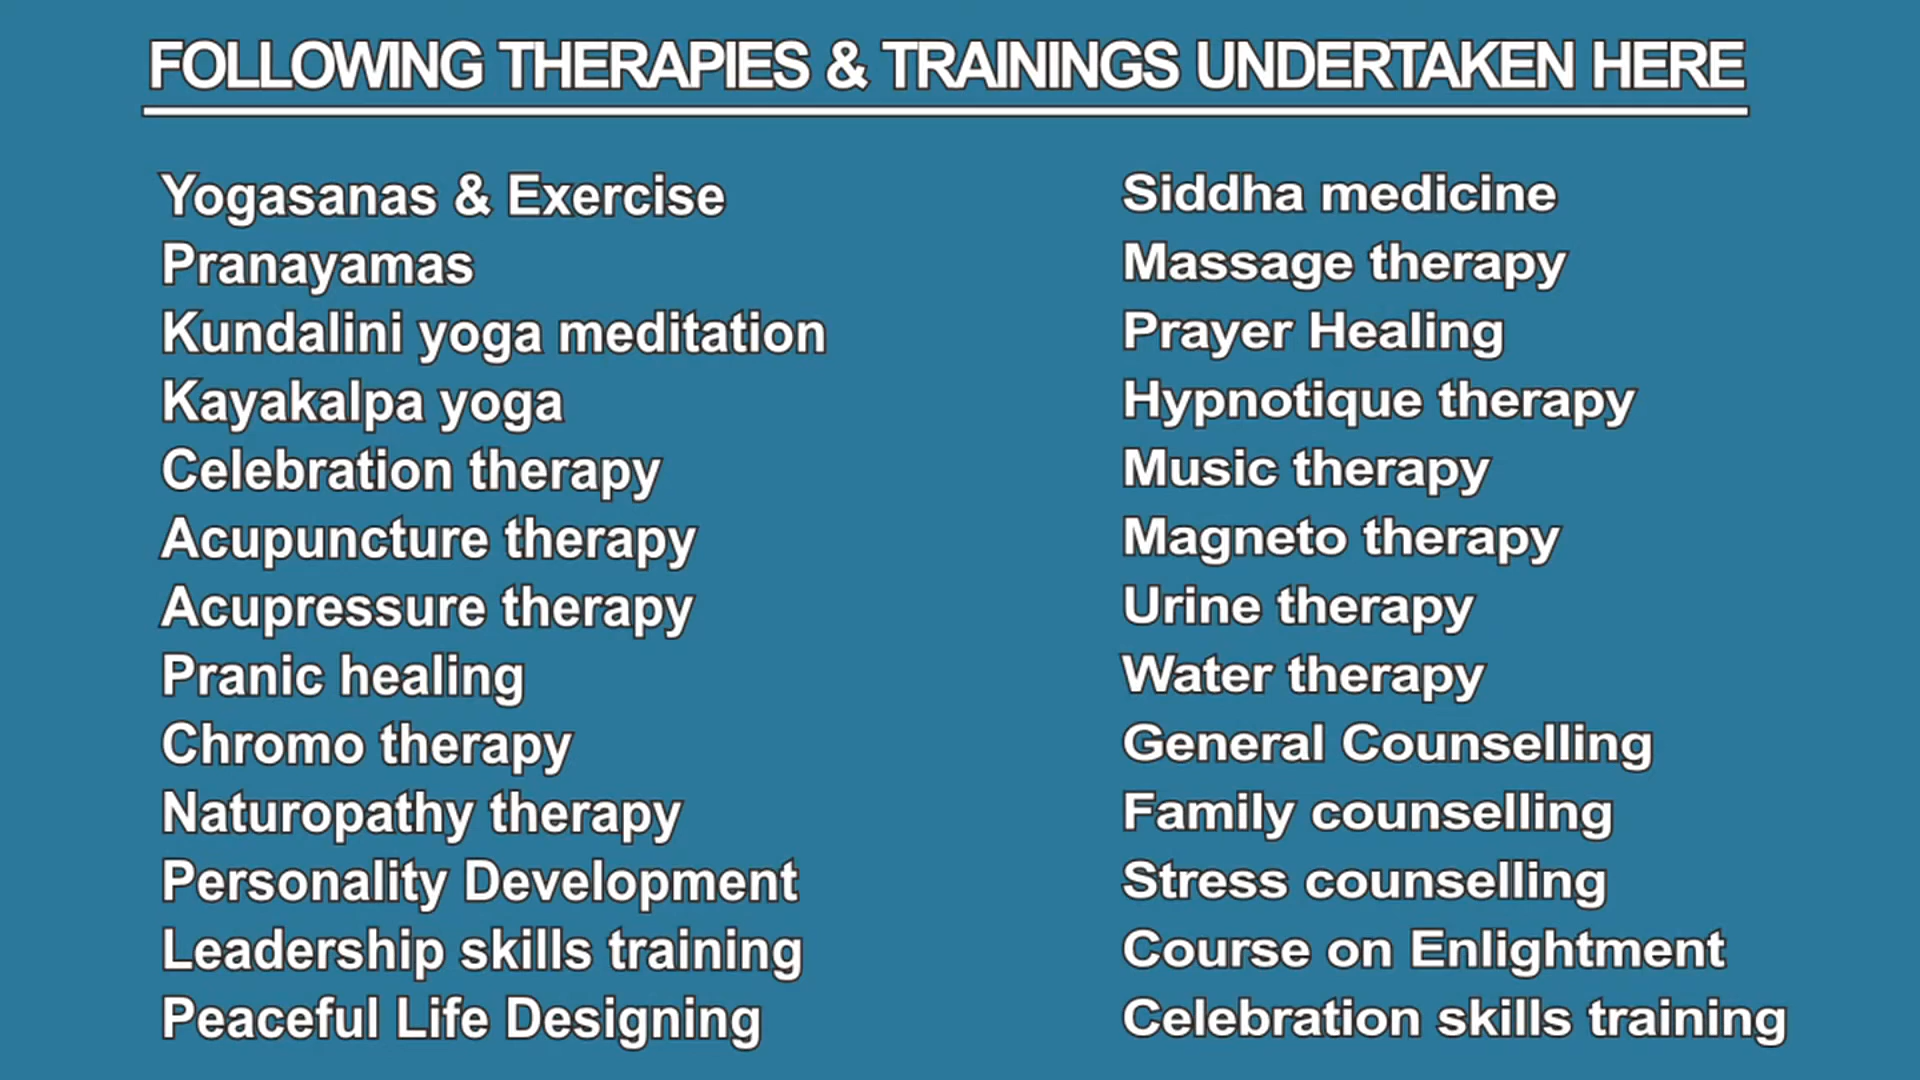 FOLLOWING THERAPIES & TRAININGS UNDERTAKEN HERE
Yogasanas & Exercise
Pranayamas
Kundalini yoga meditation
Kayakalpa yoga
Celebration therapy
Acupuncture therapy
Acupressure therapy
Pranic healing
Chromo therapy
Naturopathy therapy
Personality Development
Leadership skills training
Peaceful Life Designing
Siddha medicine
Massage therapy
Prayer Healing
Hypnotique therapy
Music therapy
Magneto therapy
Urine therapy
Water therapy
General Counselling
Family counselling
Stress counselling
Course on Enlightment
Celebration skills training